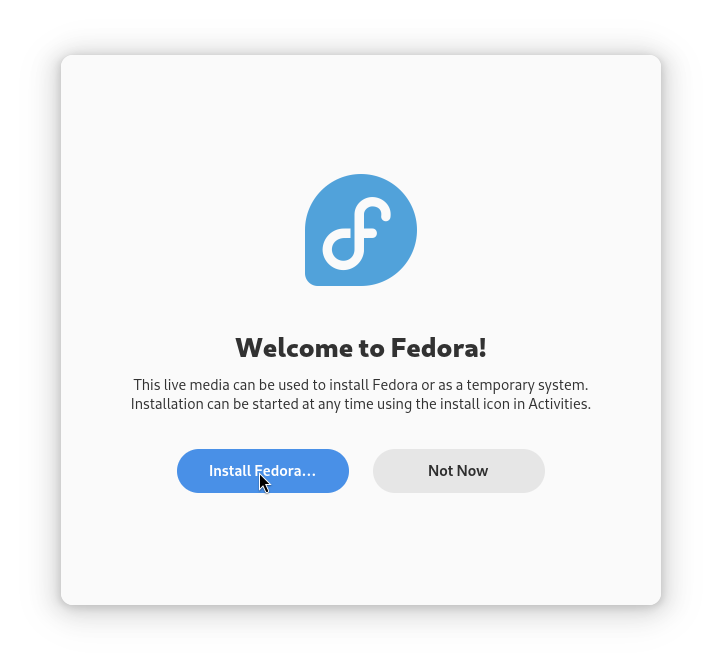 Welcome to Fedora!
This live media can be used to install Fedora or as a temporary system.
Installation can be started at any time using the install icon in Activities.
Install Fedora…
Not Now